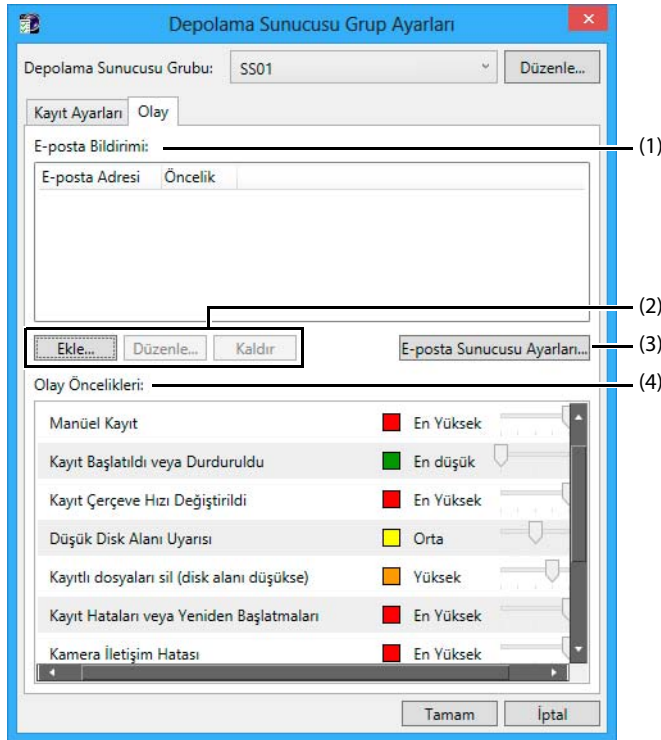 Depolama Sunucusu Grup Ayarları
Depolama Sunucusu Grubu: SS01 Düzenle...
Kayıt Ayarları Olay
E-posta Bildirimi: (1)
E-posta Adresi Öncelik
(2)
Ekle... Düzenle... Kaldır E-posta Sunucusu Ayarları... (3)
Olay Öncelikleri: (4)
Manüel Kayıt En Yüksek
Kayıt Başlatıldı veya Durduruldu En düşük
Kayıt Çerçeve Hızı Değiştirildi En Yüksek
Düşük Disk Alanı Uyarısı Orta
Kayıtlı dosyaları sil (disk alanı düşükse) Yüksek
Kayıt Hataları veya Yeniden Başlatmaları En Yüksek
Kamera İletişim Hatası En Yüksek
Tamam İptal